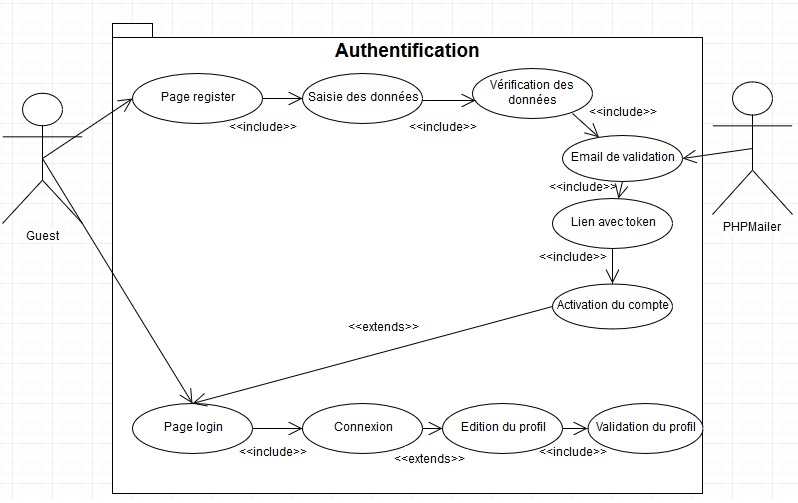 Authentification
Page register
Saisie des données
Vérification des
données
<<include>>
<<include>>
<<include>>
Email de validation
<<include>>
Lien avec token
Guest
PHPMailer
<<include>>
Activation du compte
<<extends>>
Page login
Connexion
Edition du profil
Validation du profil
<<include>>
<<extends>>
<<include>>